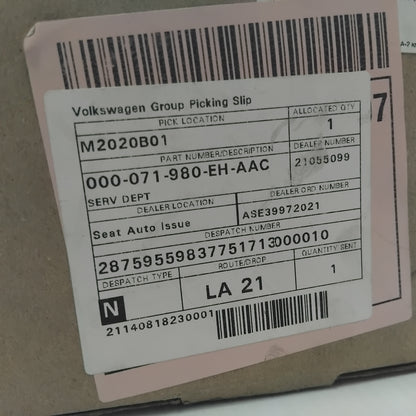 Volkswagen Group Picking Slip
PICK LOCATION ALLOCATED QTY
M2020B01 1
PART NUMBER/DESCRIPTION DEALER NUMBER
000-071-980-EH-AAC 21055099
SERV DEPT
DEALER LOCATION DEALER ORD NUMBER
Seat Auto Issue ASE39972021
DESPATCH NUMBER
28759559837751713000010
DESPATCH TYPE ROUTE/DROP QUANTITY SENT
N LA 21 1
21140818230001
7